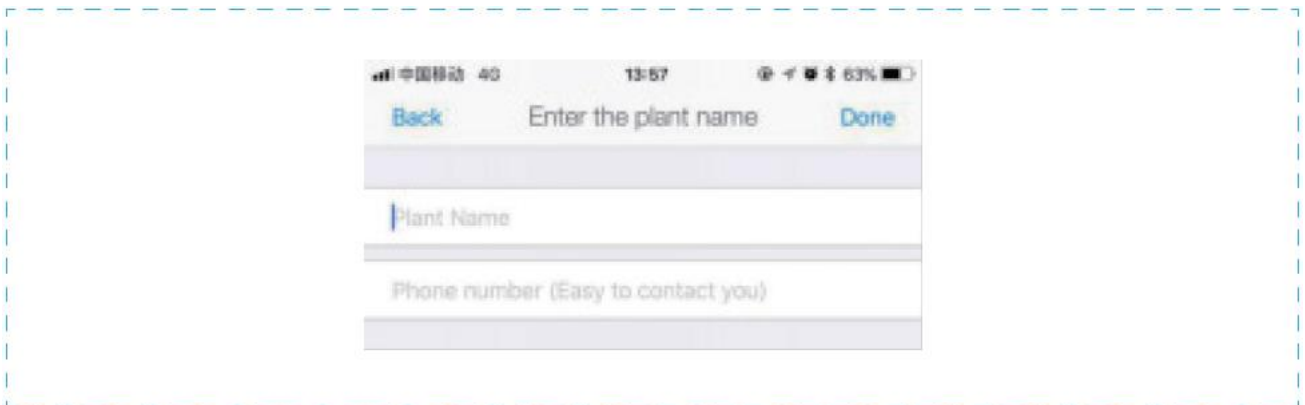 中国移动 4G 13:57 63%
Back Enter the plant name Done
Plant Name
Phone number (Easy to contact you)